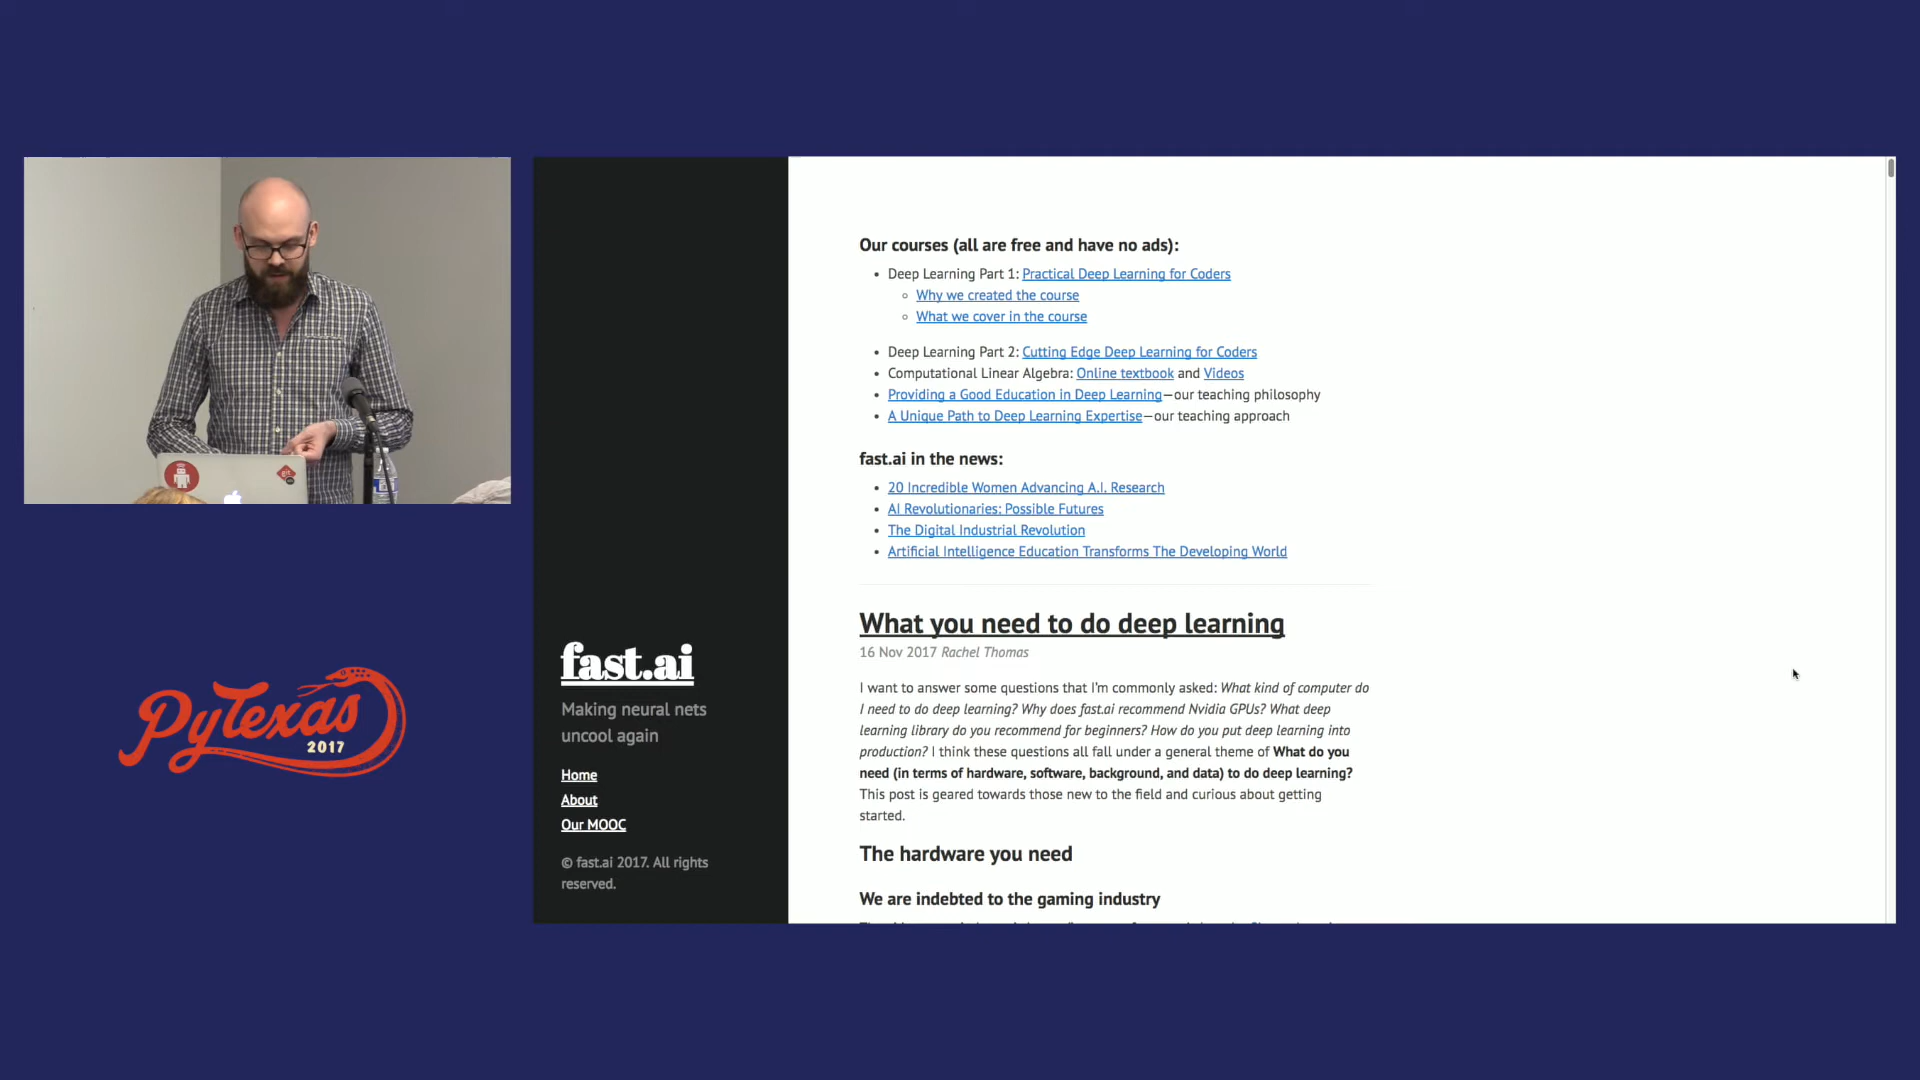 Our courses (all are free and have no ads):
Deep Learning Part 1: Practical Deep Learning for Coders
Why we created the course
What we cover in the course
Deep Learning Part 2: Cutting Edge Deep Learning for Coders
Computational Linear Algebra: Online textbook and Videos
Providing a Good Education in Deep Learning—our teaching philosophy
A Unique Path to Deep Learning Expertise—our teaching approach
fast.ai in the news:
20 Incredible Women Advancing A.I. Research
AI Revolutionaries: Possible Futures
The Digital Industrial Revolution
Artificial Intelligence Education Transforms The Developing World
What you need to do deep learning
16 Nov 2017 Rachel Thomas
I want to answer some questions that I'm commonly asked: What kind of computer do
I need to do deep learning? Why does fast.ai recommend Nvidia GPUs? What deep
learning library do you recommend for beginners? How do you put deep learning into
production? I think these questions all fall under a general theme of What do you
need (in terms of hardware, software, background, and data) to do deep learning?
This post is geared towards those new to the field and curious about getting
started.
The hardware you need
We are indebted to the gaming industry
fast.ai
Making neural nets
uncool again
Home
About
Our MOOC
© fast.ai 2017. All rights
reserved.
git
PyTexas
2017